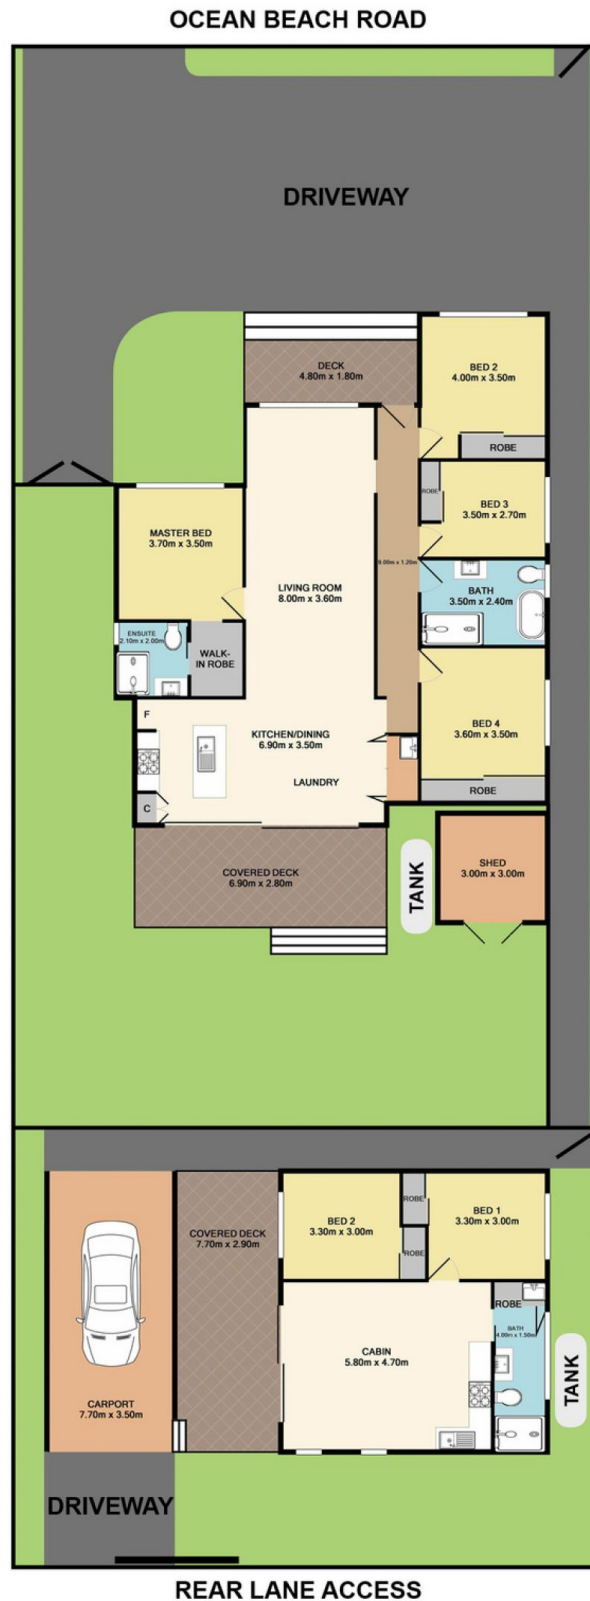 OCEAN BEACH ROAD
DRIVEWAY
DECK
4.80m x 1.80m
BED 2
4.00m x 3.50m
ROBE
ROBE
BED 3
3.50m x 2.70m
MASTER BED
3.70m x 3.50m
LIVING ROOM
8.00m x 3.60m
BATH
3.50m x 2.40m
ENSUITE
2.10m x 2.00m
WALK-
IN ROBE
F
KITCHEN/DINING
6.90m x 3.50m
BED 4
3.60m x 3.50m
LAUNDRY
ROBE
C
COVERED DECK
6.90m x 2.80m
TANK
SHED
3.00m x 3.00m
COVERED DECK
7.70m x 2.90m
BED 2
3.30m x 3.00m
ROBE
ROBE
BED 1
3.30m x 3.00m
ROBE
BATH
4.00m x 1.50m
CABIN
5.80m x 4.70m
TANK
CARPORT
7.70m x 3.50m
DRIVEWAY
REAR LANE ACCESS